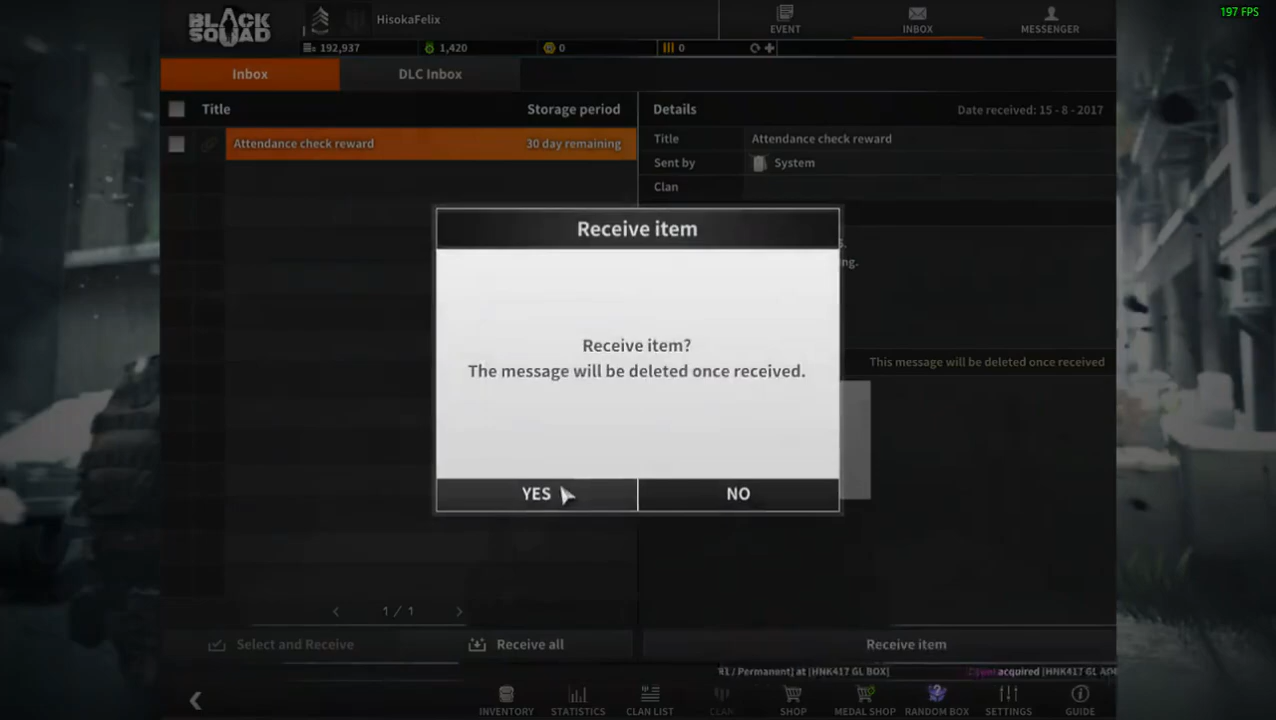 197 FPS
BLACK SQUAD
HisokaFelix
EVENT
INBOX
MESSENGER
192,937
1,420
0
0
Inbox
DLC Inbox
Title
Storage period
Details
Date received: 15 - 8 - 2017
Attendance check reward
30 day remaining
Title
Attendance check reward
Sent by
System
Clan
Receive item
Receive item?
The message will be deleted once received.
This message will be deleted once received
YES
NO
1 / 1
Select and Receive
Receive all
Receive item
/ Permanent] at [HNK417 GL BOX]
acquired [HNK417 GL
INVENTORY
STATISTICS
CLAN LIST
CLAN
SHOP
MEDAL SHOP
RANDOM BOX
SETTINGS
GUIDE